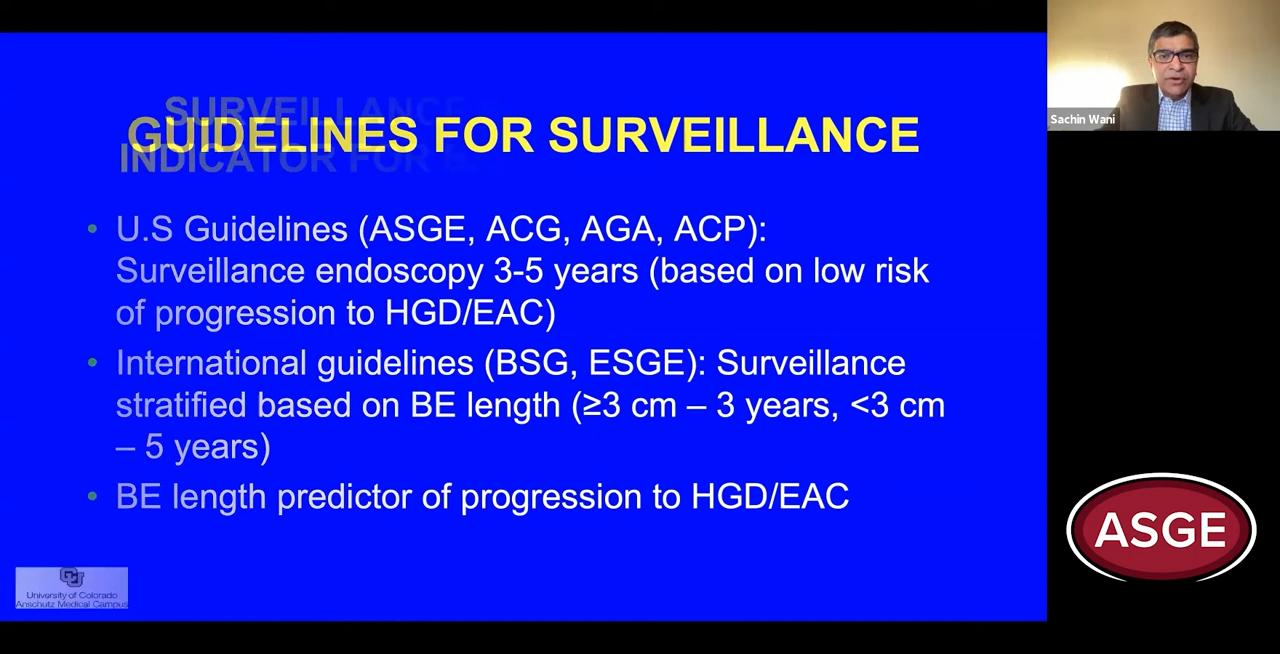 SURVEILLANCE
GUIDELINES FOR SURVEILLANCE
INDICATOR FOR
• U.S Guidelines (ASGE, ACG, AGA, ACP):
Surveillance endoscopy 3-5 years (based on low risk
of progression to HGD/EAC)
• International guidelines (BSG, ESGE): Surveillance
stratified based on BE length (≥3 cm – 3 years, <3 cm
– 5 years)
• BE length predictor of progression to HGD/EAC
University of Colorado
Anschutz Medical Campus
Sachin Wani
ASGE